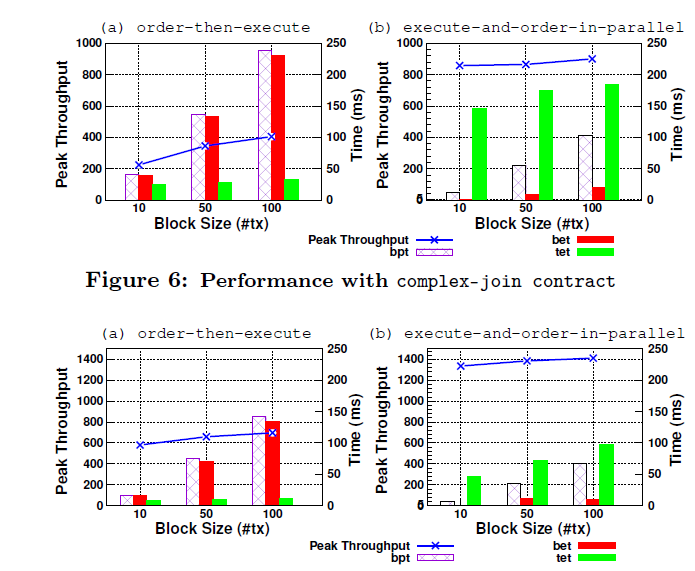 (a) order-then-execute
(b) execute-and-order-in-parallel
Peak Throughput
1000
800
600
400
200
0
250
200
150
100
50
0
Time (ms)
10
50
100
Block Size (#tx)
Peak Throughput
1000
800
600
400
200
5
0
250
200
150
100
50
0
Time (ms)
10
50
100
Block Size (#tx)
Peak Throughput
bpt
bet
tet
Figure 6: Performance with complex-join contract
(a) order-then-execute
(b) execute-and-order-in-parallel
Peak Throughput
1400
1200
1000
800
600
400
200
0
250
200
150
100
50
0
Time (ms)
10
50
100
Block Size (#tx)
Peak Throughput
1400
1200
1000
800
600
400
200
5
0
250
200
150
100
50
0
Time (ms)
10
50
100
Block Size (#tx)
Peak Throughput
bpt
bet
tet